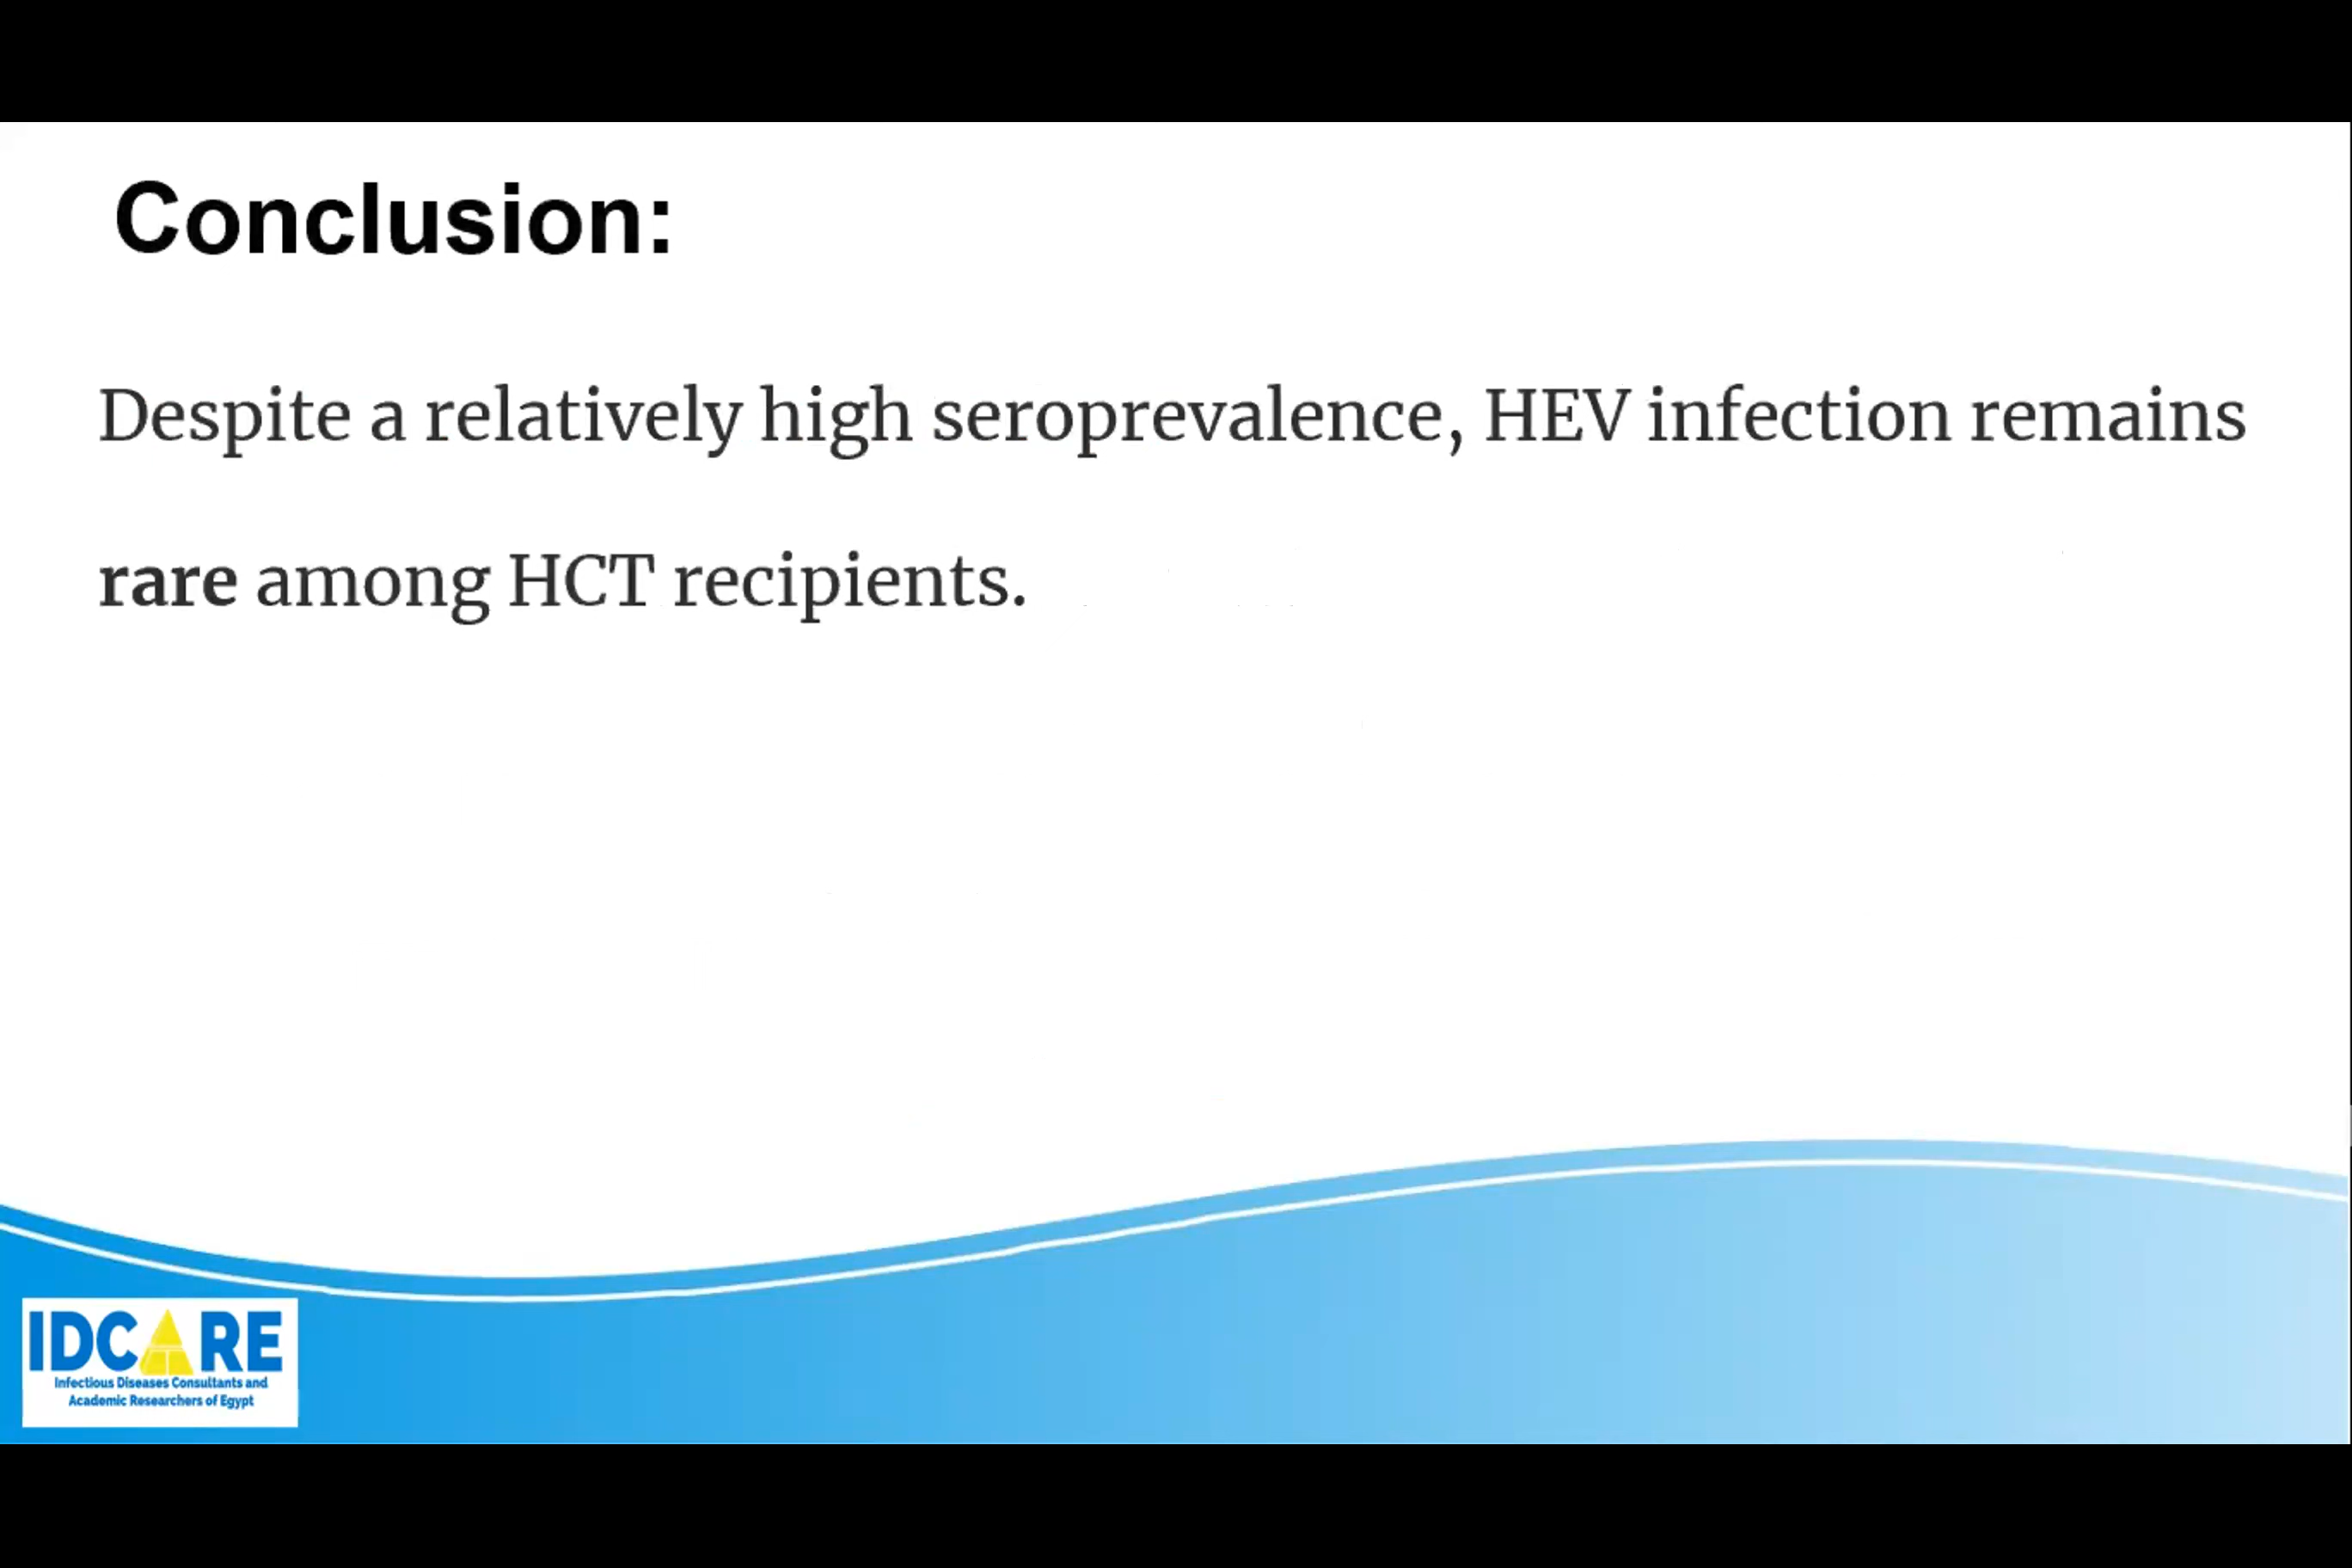 Conclusion:
Despite a relatively high seroprevalence, HEV infection remains
rare among HCT recipients.
IDCARE
Infectious Diseases Consultants and
Academic Researchers of Egypt